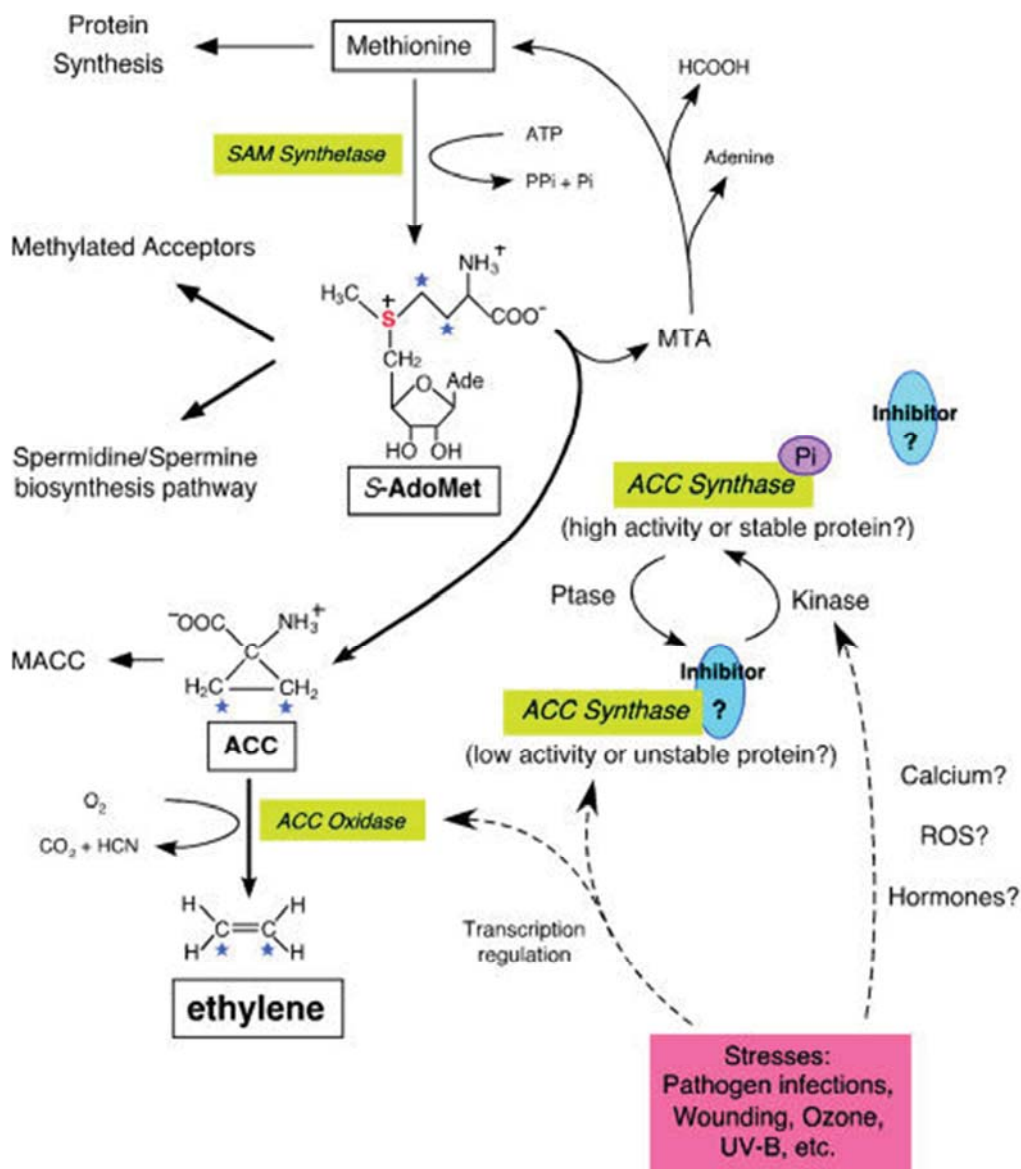 Protein
Synthesis
Methionine
HCOOH
Adenine
SAM Synthetase
ATP
PPi + Pi
Methylated Acceptors
NH₃⁺
H₃C
S⁺
COO⁻
CH₂
O
Ade
HO OH
S-AdoMet
MTA
Spermidine/Spermine
biosynthesis pathway
Inhibitor
?
Pi
ACC Synthase
(high activity or stable protein?)
Ptase
Kinase
⁻OOC
NH₃⁺
C
H₂C
CH₂
MACC
ACC
Inhibitor
?
ACC Synthase
(low activity or unstable protein?)
O₂
CO₂ + HCN
ACC Oxidase
Calcium?
ROS?
Hormones?
H H
C=C
H H
ethylene
Transcription
regulation
Stresses:
Pathogen infections,
Wounding, Ozone,
UV-B, etc.